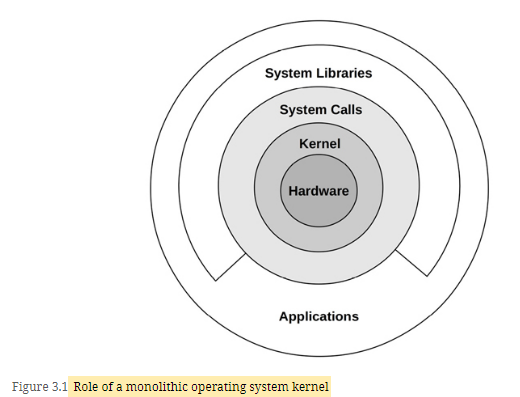 System Libraries
System Calls
Kernel
Hardware
Applications
Figure 3.1 Role of a monolithic operating system kernel